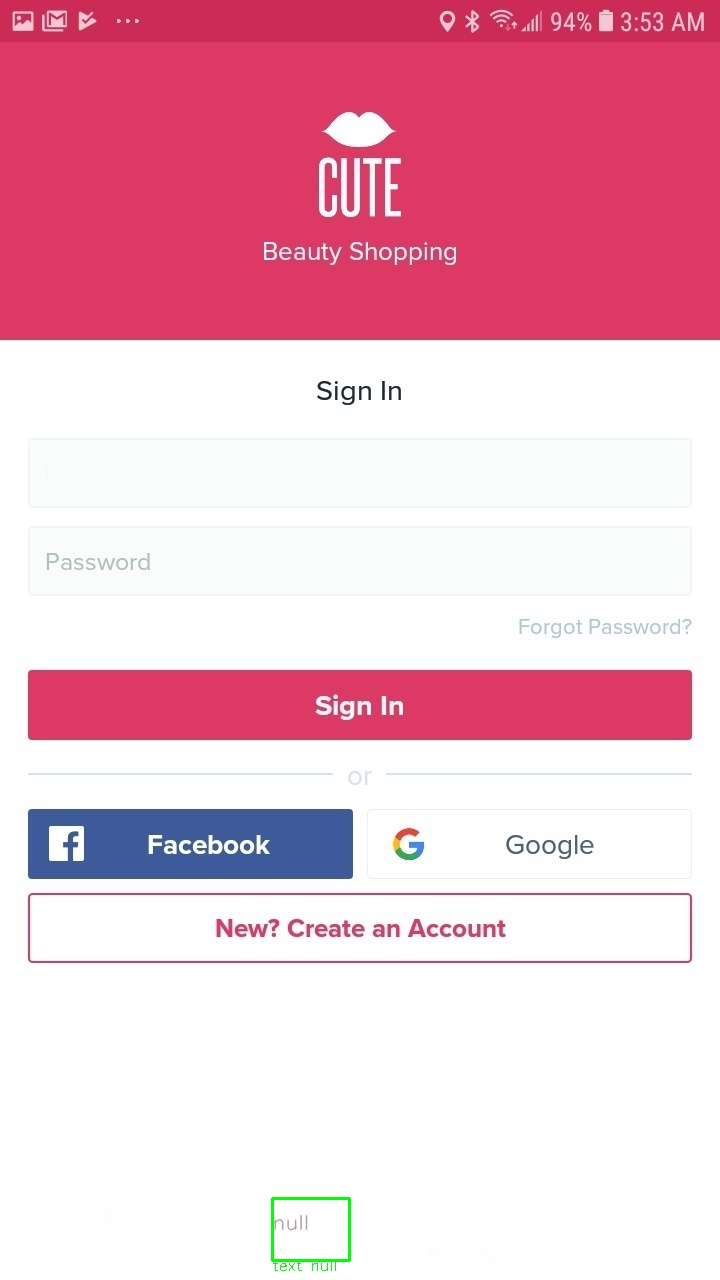 94% 3:53 AM
CUTE
Beauty Shopping
Sign In
Password
Forgot Password?
Sign In
or
Facebook
Google
New? Create an Account
null
text null